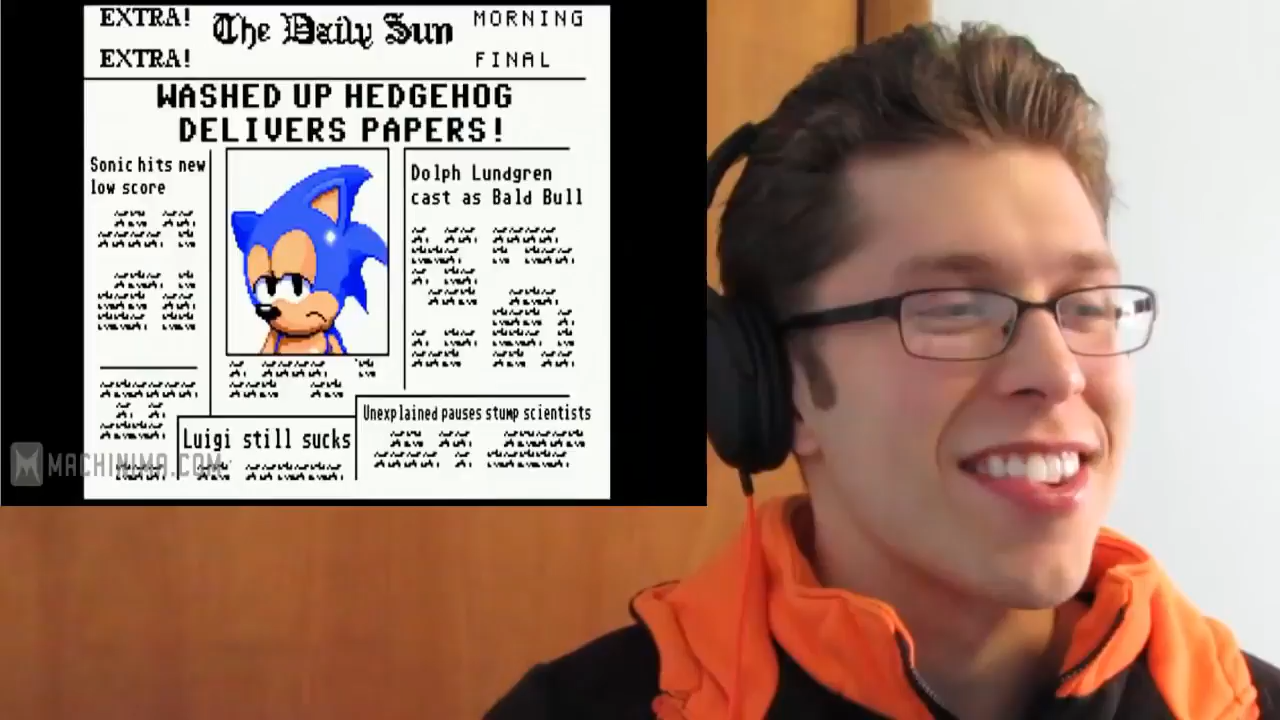 EXTRA!
EXTRA!
The Daily Sun
MORNING
FINAL
WASHED UP HEDGEHOG
DELIVERS PAPERS!
Sonic hits new
low score
Dolph Lundgren
cast as Bald Bull
Luigi still sucks
Unexplained pauses stump scientists
MACHINIMA.COM